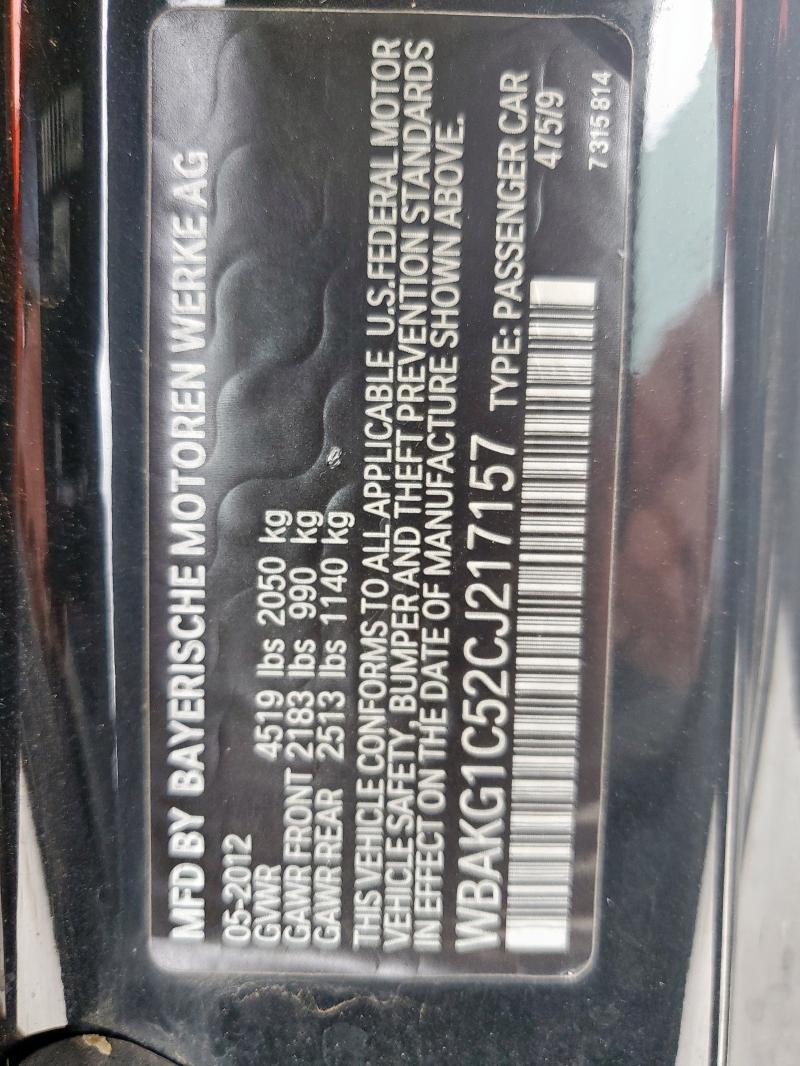 MFD BY BAYERISCHE MOTOREN WERKE AG
05-2012
GVWR 4519 lbs 2050 kg
GAWR FRONT 2183 lbs 990 kg
GAWR REAR 2513 lbs 1140 kg
THIS VEHICLE CONFORMS TO ALL APPLICABLE U.S.FEDERAL MOTOR
VEHICLE SAFETY, BUMPER AND THEFT PREVENTION STANDARDS
IN EFFECT ON THE DATE OF MANUFACTURE SHOWN ABOVE.
WBAKG1C52CJ217157 TYPE: PASSENGER CAR
475/9
7 315 814